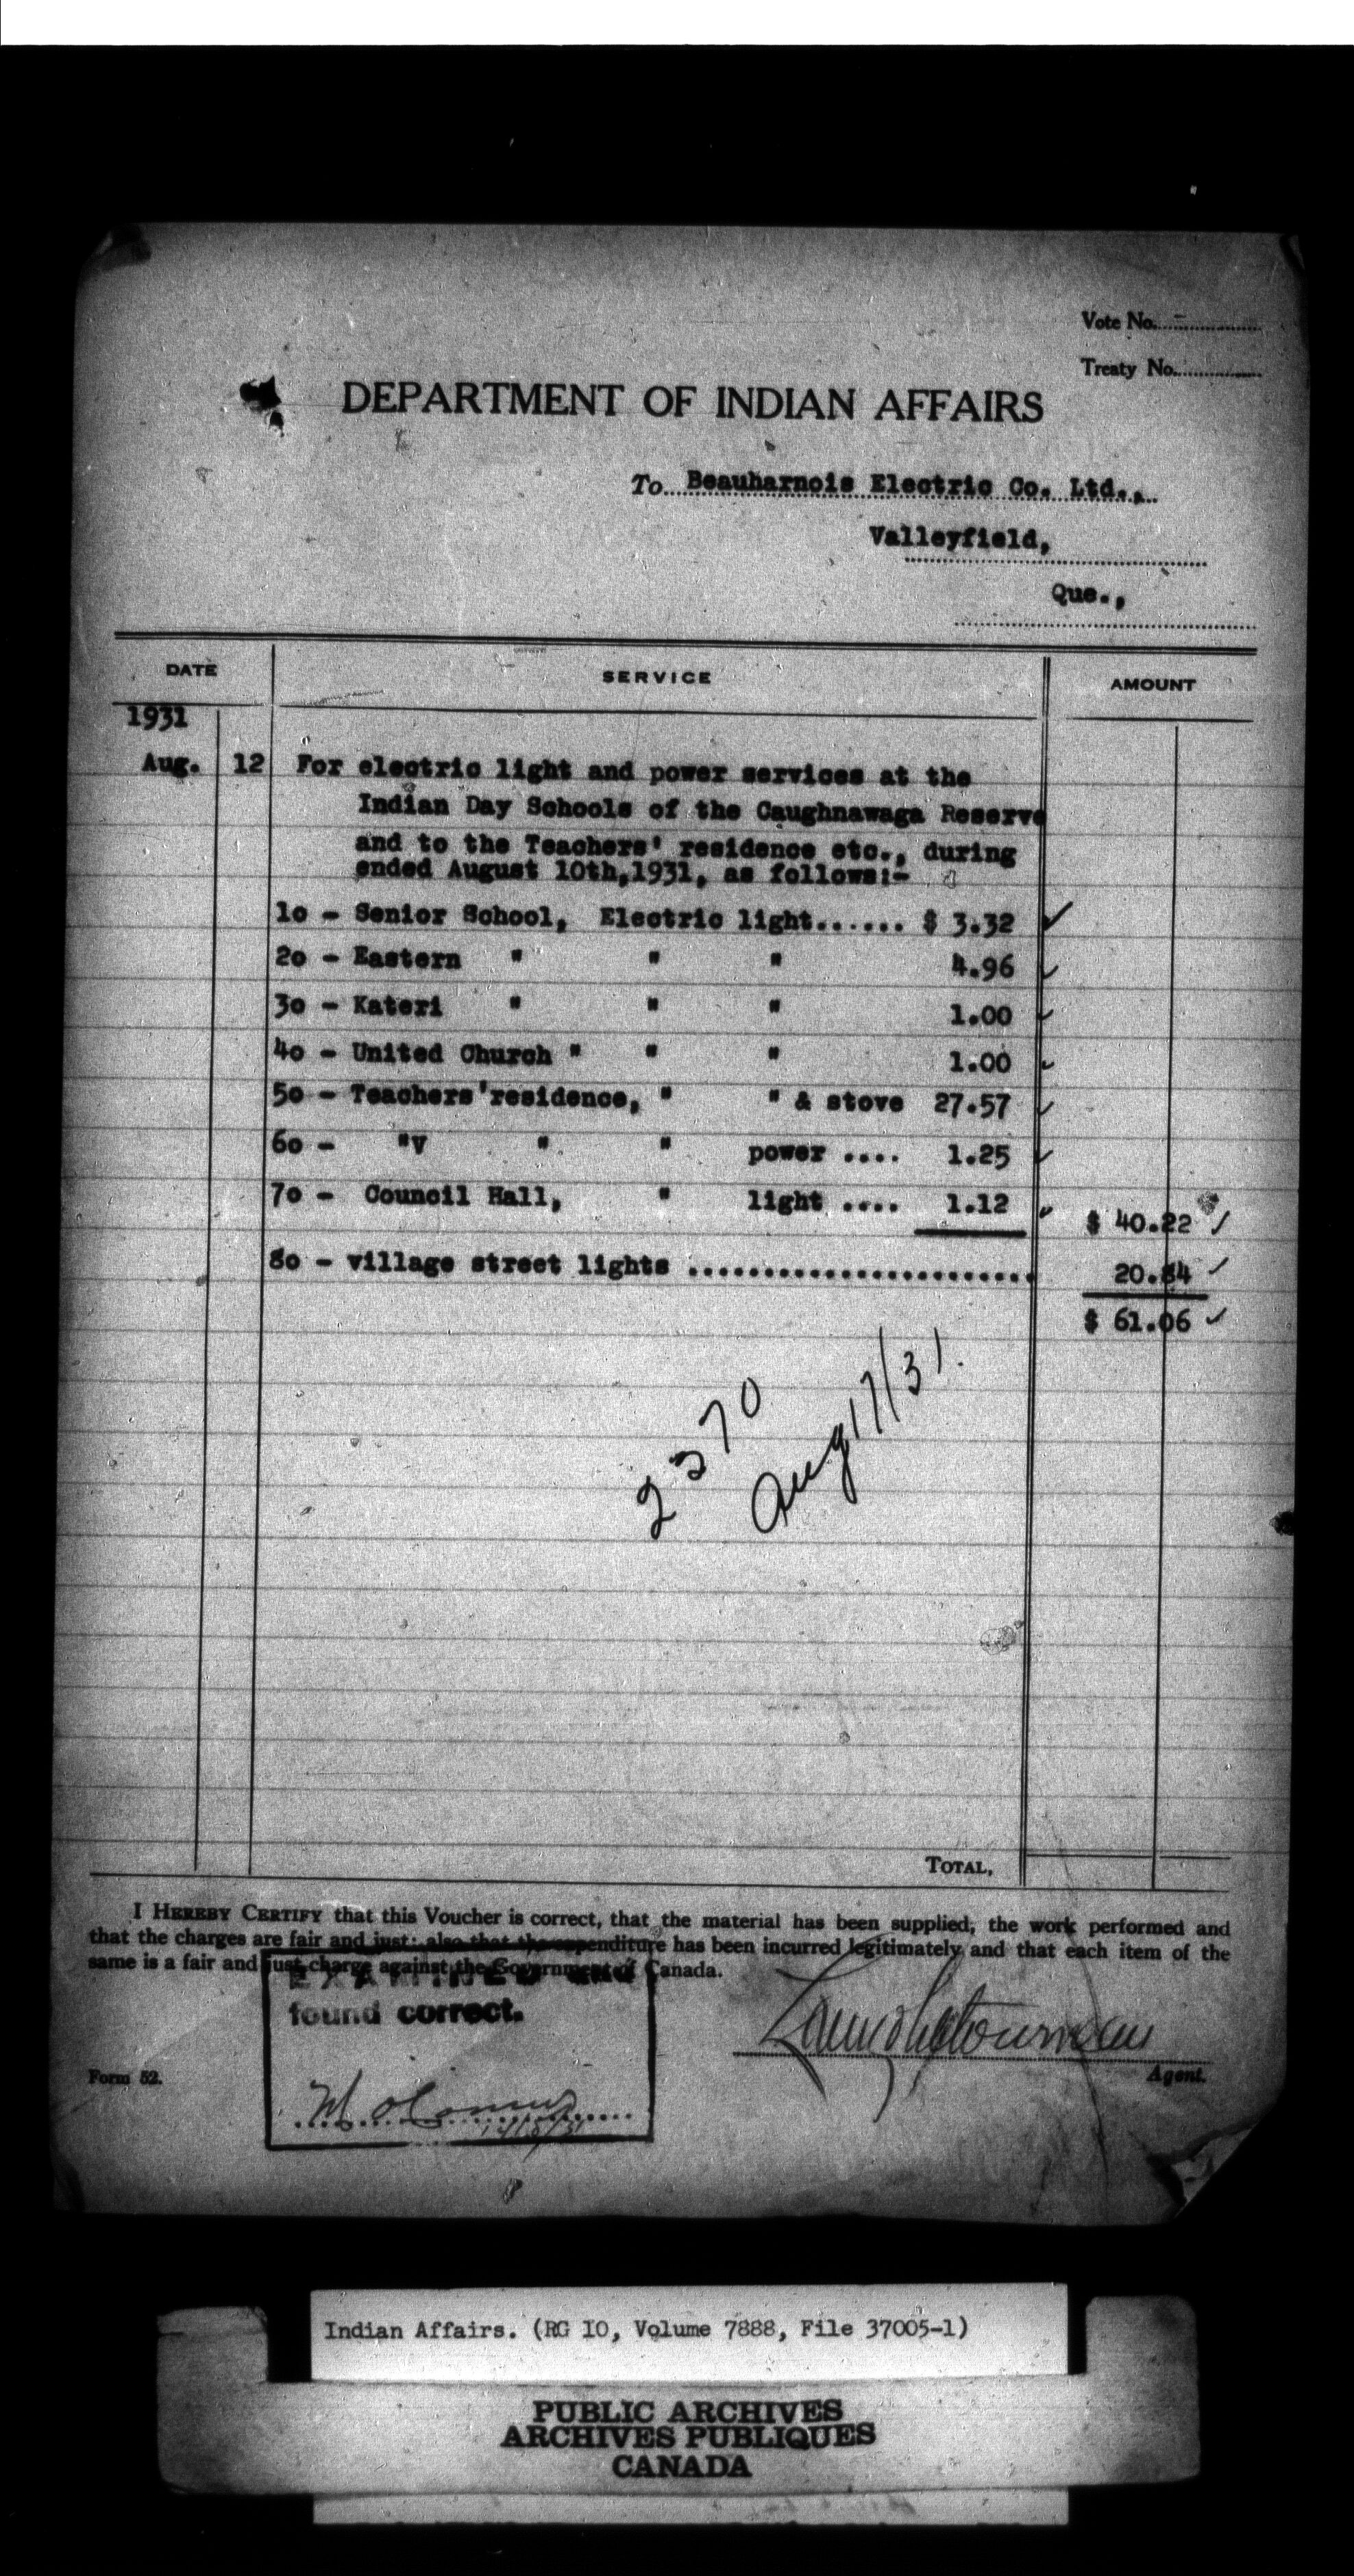 Vote No.
Treaty No.
DEPARTMENT OF INDIAN AFFAIRS
To Beauharnois Electric Co. Ltd.,
Valleyfield,
Que.,
DATE SERVICE AMOUNT
1931
Aug. 12 For electric light and power services at the
Indian Day Schools of the Caughnawaga Reserve
and to the Teachers' residence etc., during
ended August 10th,1931, as follows:-
1o - Senior School, Electric light...... $ 3.32
2o - Eastern " " " 4.96
3o - Kateri " " " 1.00
4o - United Church " " " 1.00
5o - Teachers'residence, " " & stove 27.57
6o - "V " " power .... 1.25
7o - Council Hall, " light .... 1.12 $ 40.22
8o - village street lights ....................... 20.84
$ 61.06
2370
Aug 17/31.
TOTAL,
I HEREBY CERTIFY that this Voucher is correct, that the material has been supplied, the work performed and
that the charges are fair and just; also that the expenditure has been incurred legitimately and that each item of the
same is a fair and just charge against the Government of Canada.
EXAMINED and
found correct.
Agent.
Form 52.
Indian Affairs. (RG 10, Volume 7888, File 37005-1)
PUBLIC ARCHIVES
ARCHIVES PUBLIQUES
CANADA